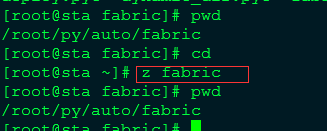 [root@sta fabric]# pwd
/root/py/auto/fabric
[root@sta fabric]# cd
[root@sta ~]# z fabric
[root@sta fabric]# pwd
/root/py/auto/fabric
[root@sta fabric]#